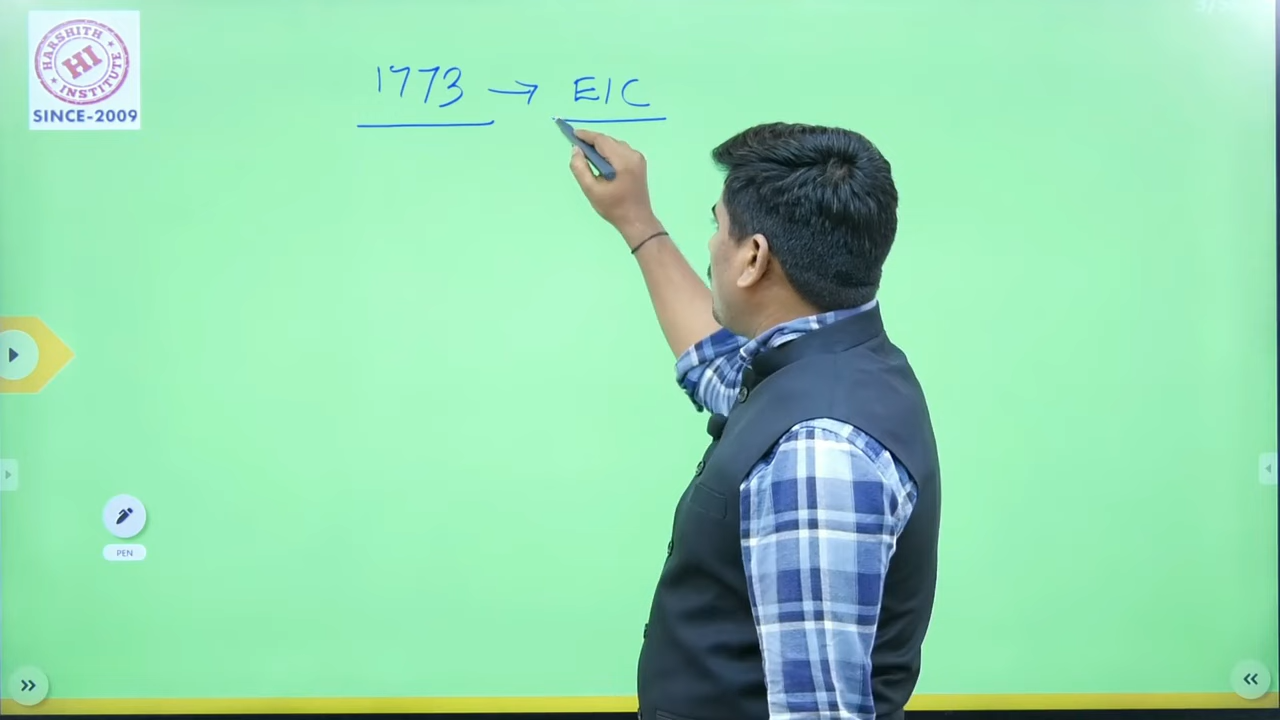 HARSHITH
HI
INSTITUTE
SINCE-2009
1773 → EIC
PEN